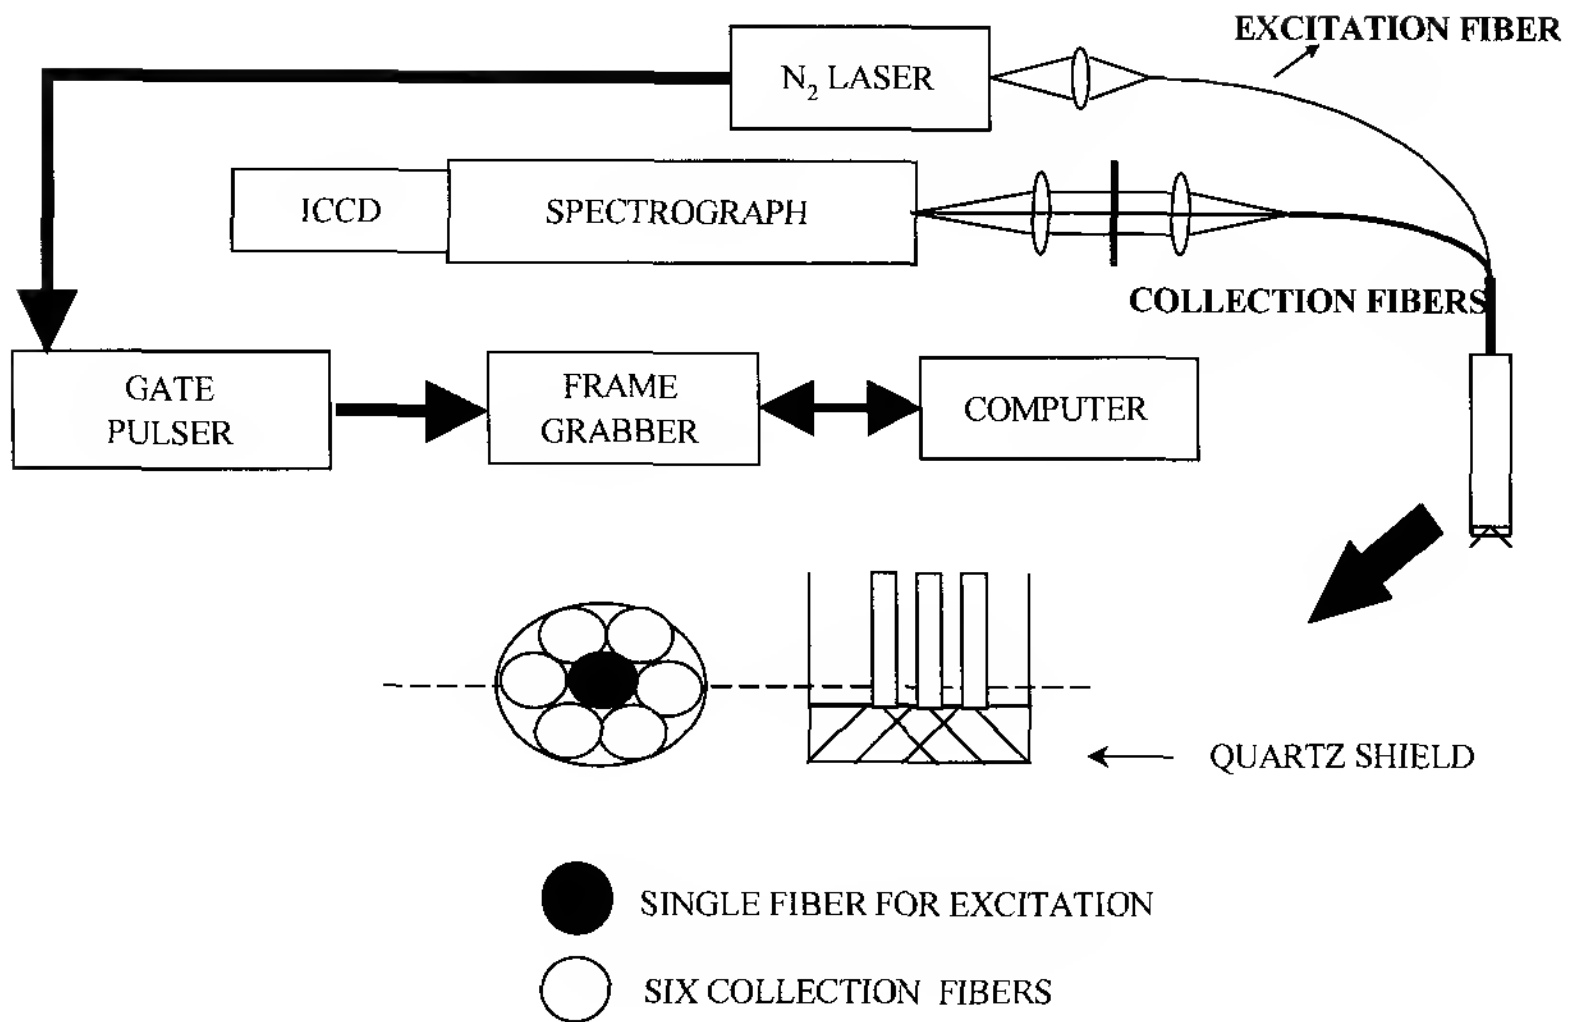 EXCITATION FIBER
N₂ LASER
ICCD
SPECTROGRAPH
COLLECTION FIBERS
GATE
PULSER
FRAME
GRABBER
COMPUTER
QUARTZ SHIELD
SINGLE FIBER FOR EXCITATION
SIX COLLECTION FIBERS